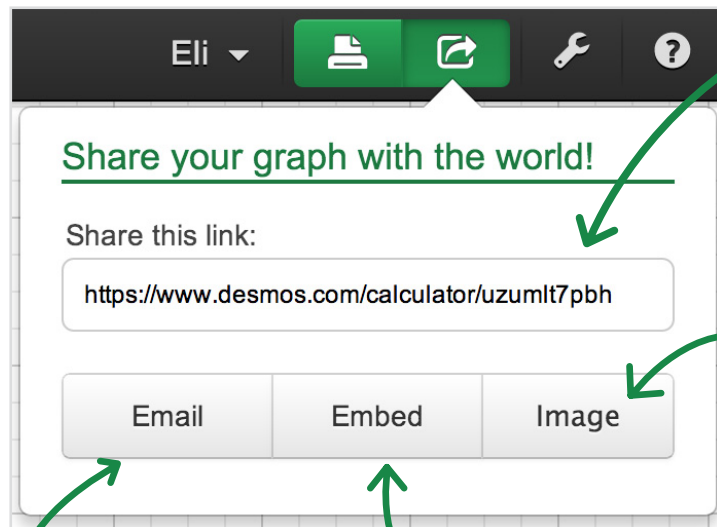 Eli
?
Share your graph with the world!
Share this link:
https://www.desmos.com/calculator/uzumlt7pbh
Email Embed Image